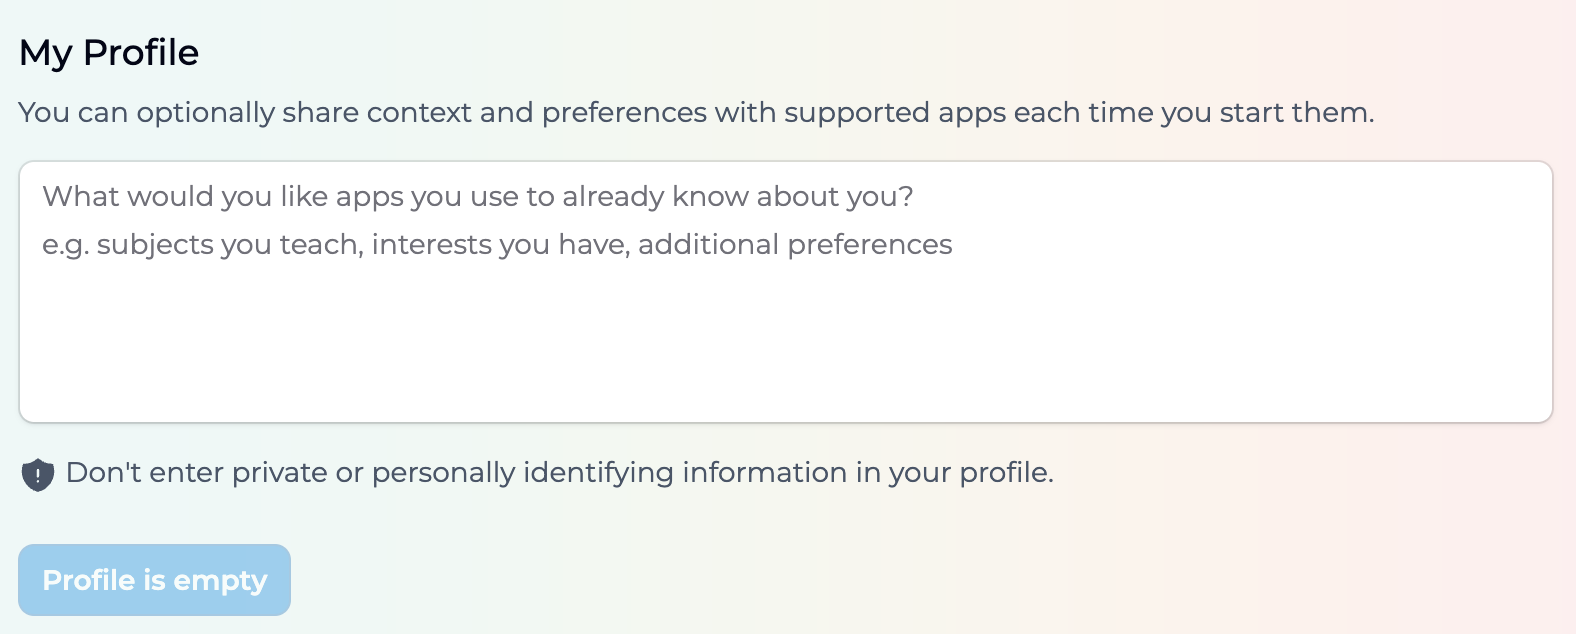 My Profile
You can optionally share context and preferences with supported apps each time you start them.
What would you like apps you use to already know about you?
e.g. subjects you teach, interests you have, additional preferences
Don't enter private or personally identifying information in your profile.
Profile is empty